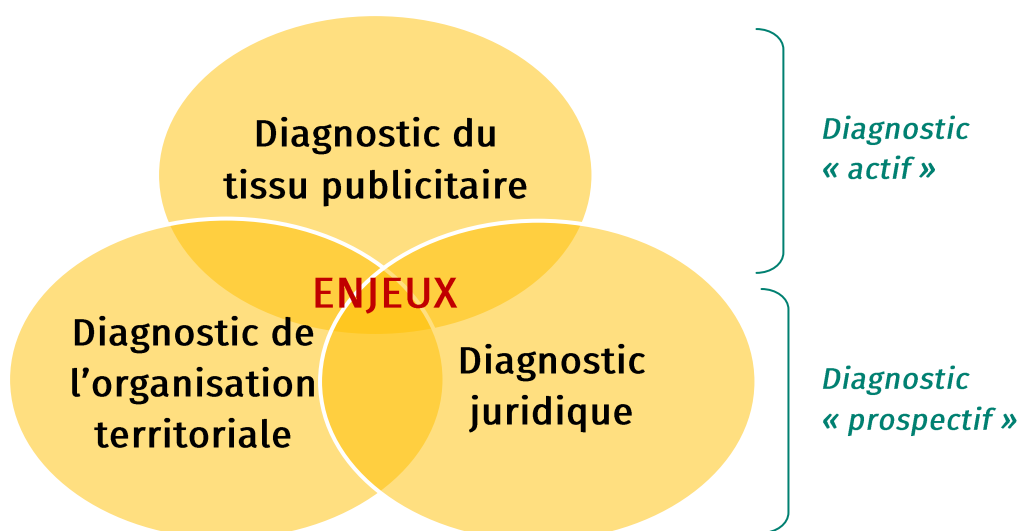 Diagnostic du
tissu publicitaire
Diagnostic
« actif »
ENJEUX
Diagnostic de
l’organisation
territoriale
Diagnostic
juridique
Diagnostic
« prospectif »